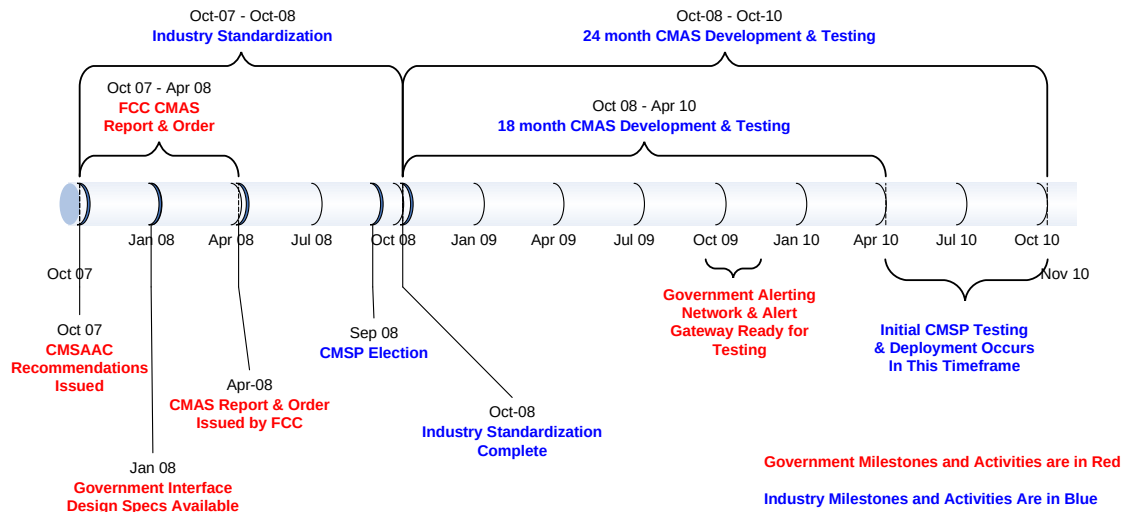 Oct-07 - Oct-08
Industry Standardization
Oct-08 - Oct-10
24 month CMAS Development & Testing
Oct 07 - Apr 08
FCC CMAS
Report & Order
Oct 08 - Apr 10
18 month CMAS Development & Testing
Jan 08
Apr 08
Jul 08
Oct 08
Jan 09
Apr 09
Jul 09
Oct 09
Jan 10
Apr 10
Jul 10
Oct 10
Oct 07
Nov 10
Oct 07
CMSAAC
Recommendations
Issued
Jan 08
Government Interface
Design Specs Available
Apr-08
CMAS Report & Order
Issued by FCC
Sep 08
CMSP Election
Oct-08
Industry Standardization
Complete
Government Alerting
Network & Alert
Gateway Ready for
Testing
Initial CMSP Testing
& Deployment Occurs
In This Timeframe
Government Milestones and Activities are in Red
Industry Milestones and Activities Are in Blue